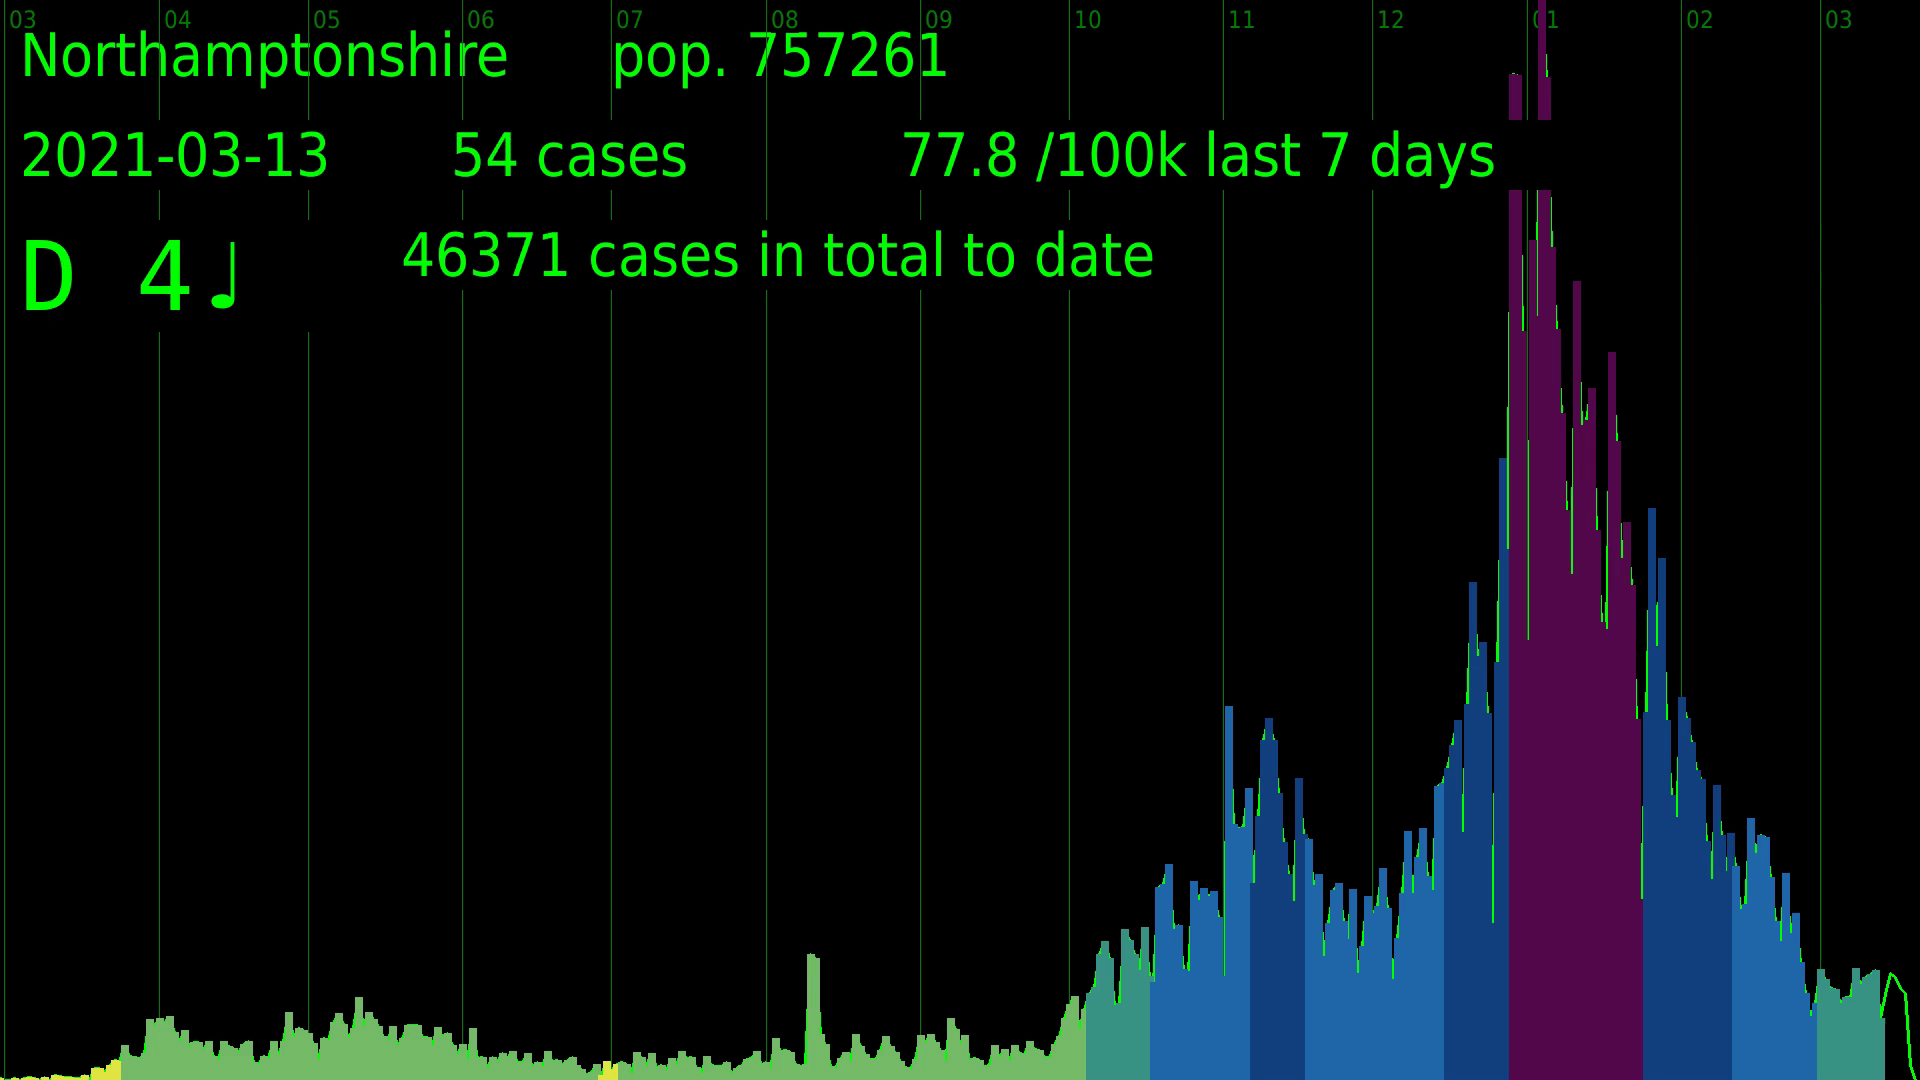 03 04 05 06 07 08 09 10 11 12 01 02 03
Northamptonshire pop. 757261
2021-03-13 54 cases 77.8 /100k last 7 days
D 4♩ 46371 cases in total to date